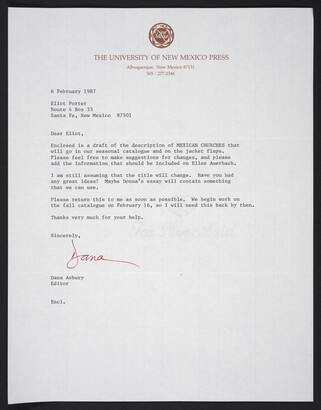 THE UNIVERSITY OF NEW MEXICO PRESS
Albuquerque, New Mexico 87131
505 / 277-2346
6 February 1987
Eliot Porter
Route 4 Box 33
Santa Fe, New Mexico 87501
Dear Eliot,
Enclosed is a draft of the description of MEXICAN CHURCHES that
will go in our seasonal catalogue and on the jacket flaps.
Please feel free to make suggestions for changes, and please
add the information that should be included on Ellen Auerbach.
I am still assuming that the title will change. Have you had
any great ideas? Maybe Donna's essay will contain something
that we can use.
Please return this to me as soon as possible. We begin work on
the fall catalogue on February 16, so I will need this back by then.
Thanks very much for your help.
Sincerely,
Dana
Dana Asbury
Editor
Encl.